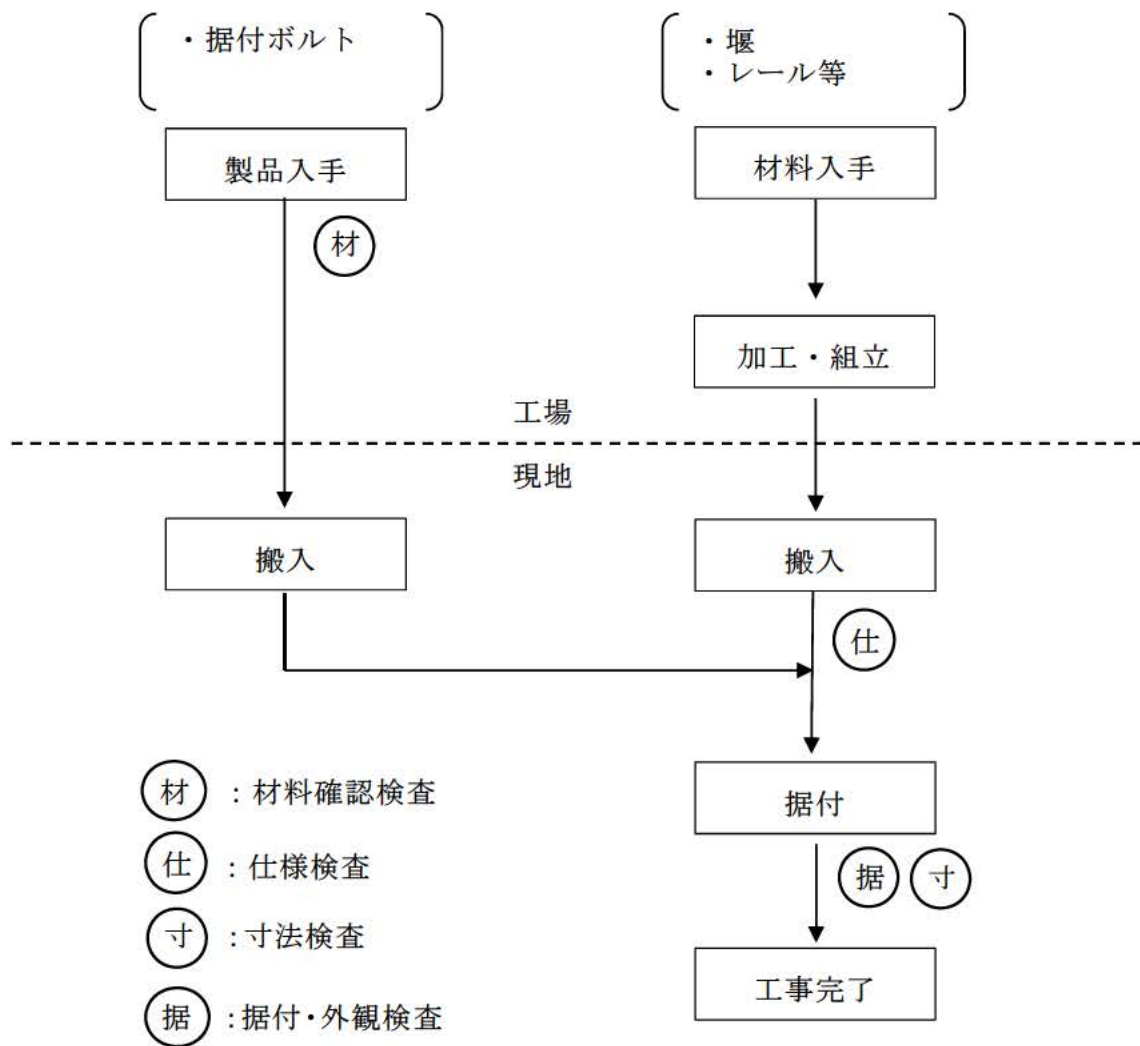 ・据付ボルト
・堰
・レール等
製品入手
材料入手
材
加工・組立
工場
現地
搬入
搬入
仕
据付
材 : 材料確認検査
仕 : 仕様検査
据 寸
寸 : 寸法検査
工事完了
据 : 据付・外観検査